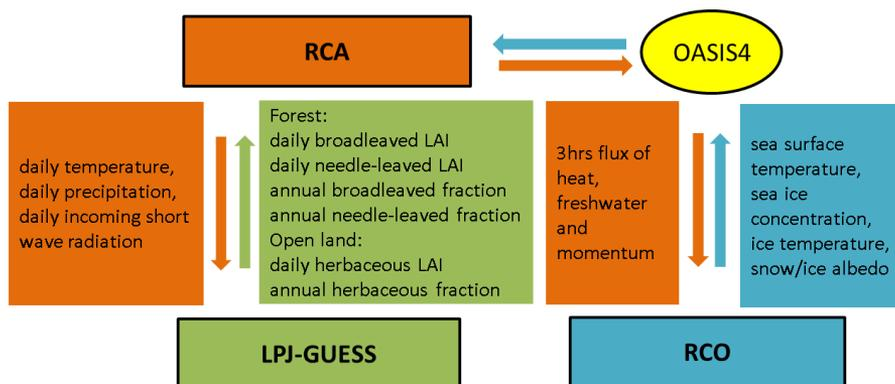 RCA
OASIS4
daily temperature,
daily precipitation,
daily incoming short
wave radiation
Forest:
daily broadleaved LAI
daily needle-leaved LAI
annual broadleaved fraction
annual needle-leaved fraction
Open land:
daily herbaceous LAI
annual herbaceous fraction
3hrs flux of
heat,
freshwater
and
momentum
sea surface
temperature,
sea ice
concentration,
ice temperature,
snow/ice albedo
LPJ-GUESS
RCO